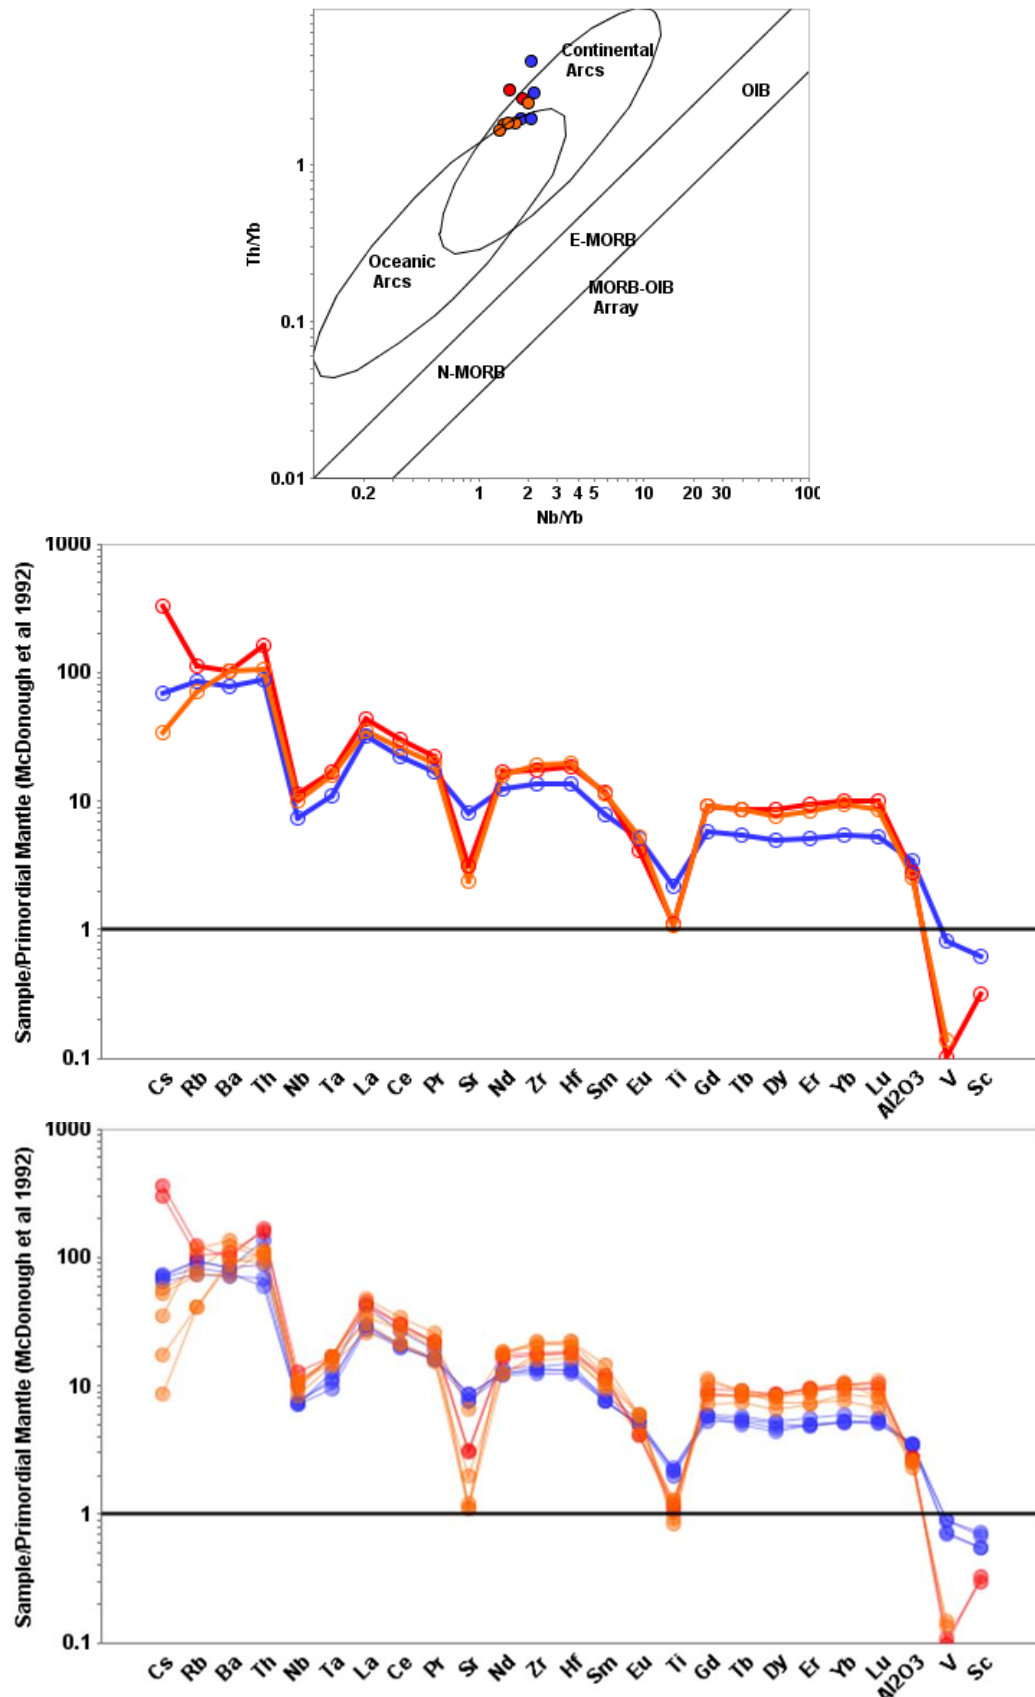 Continental
Arcs
OIB
1
Th/Yb
E-MORB
Oceanic
Arcs
MORB-OIB
Array
0.1
N-MORB
0.01
0.2 1 2 3 4 5 10 20 30 100
Nb/Yb
1000
100
10
1
0.1
Sample/Primordial Mantle (McDonough et al 1992)
Cs Rb Ba Th Nb Ta La Ce Pr Sr Nd Zr Hf Sm Eu Ti Gd Tb Dy Er Yb Lu Al2O3 V Sc
1000
100
10
1
0.1
Sample/Primordial Mantle (McDonough et al 1992)
Cs Rb Ba Th Nb Ta La Ce Pr Sr Nd Zr Hf Sm Eu Ti Gd Tb Dy Er Yb Lu Al2O3 V Sc